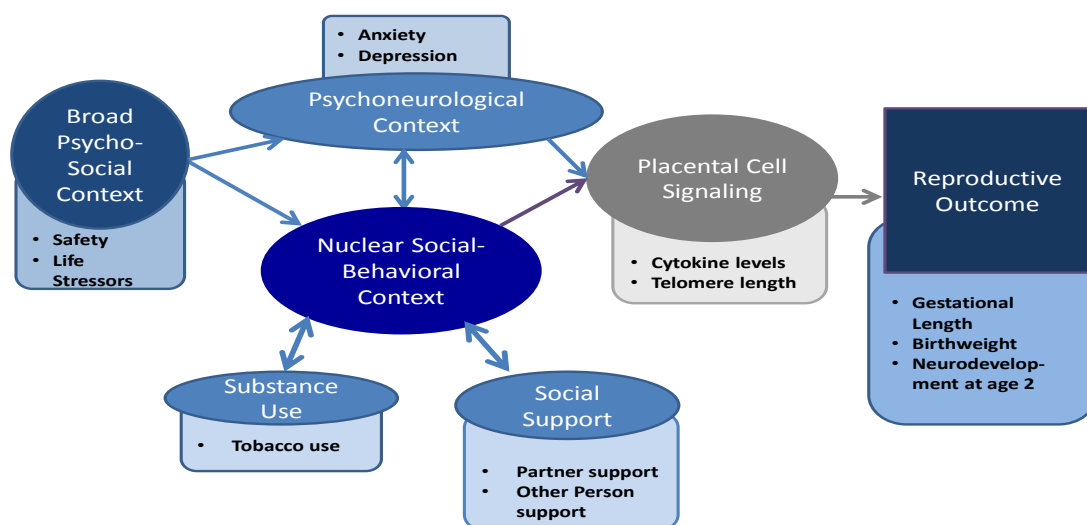 • Anxiety
• Depression
Psychoneurological
Context
Broad
Psycho-
Social
Context
• Safety
• Life
Stressors
Nuclear Social-
Behavioral
Context
Placental Cell
Signaling
• Cytokine levels
• Telomere length
Reproductive
Outcome
• Gestational
Length
• Birthweight
• Neurodevelop-
ment at age 2
Substance
Use
• Tobacco use
Social
Support
• Partner support
• Other Person
support